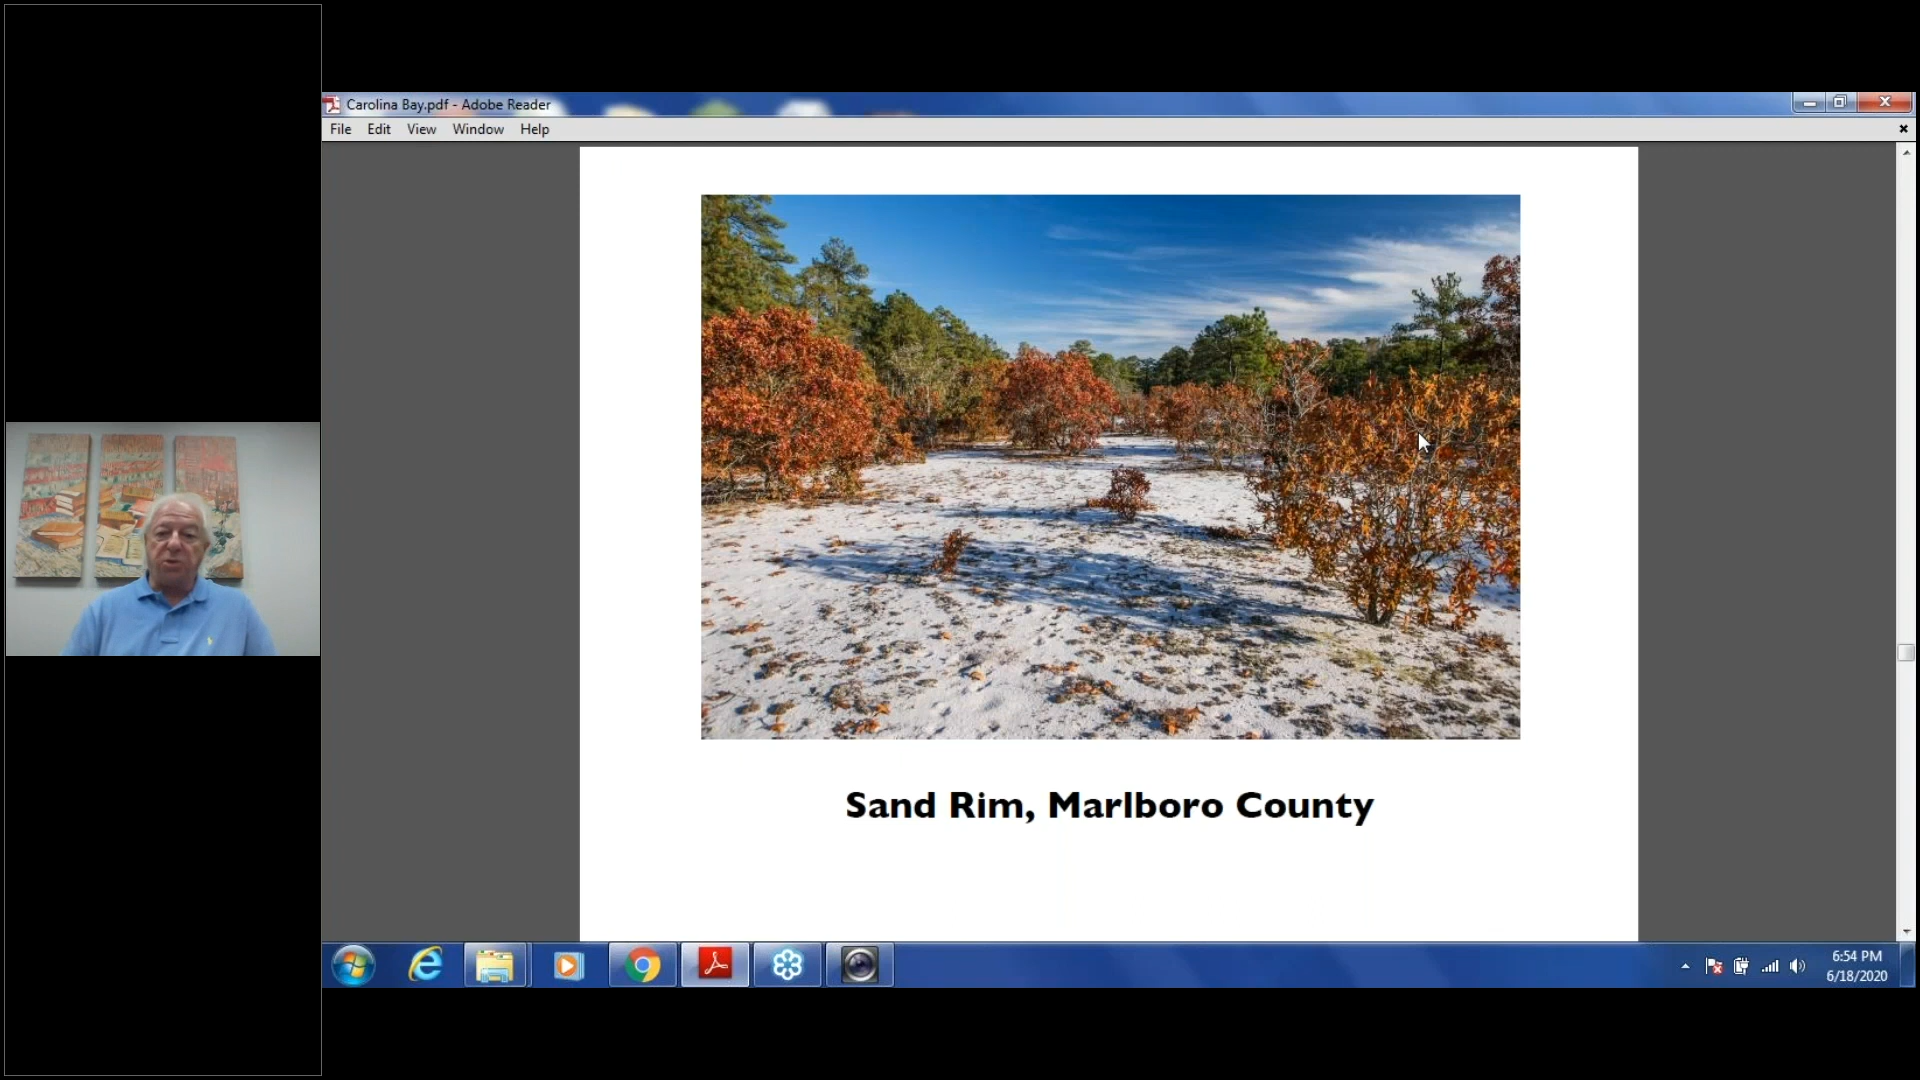 Carolina Bay.pdf - Adobe Reader
File Edit View Window Help
Sand Rim, Marlboro County
6:54 PM
6/18/2020